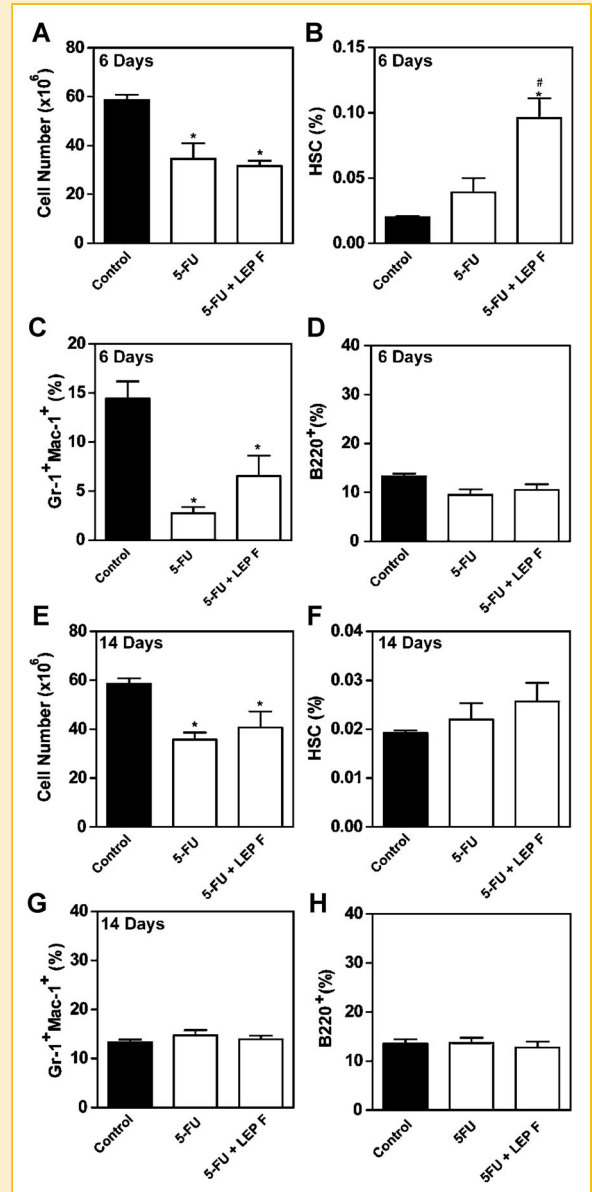 A
6 Days
Cell Number (x10⁶)
80
60
40
20
0
*
*
Control
5-FU
5-FU + LEP F
B
6 Days
HSC (%)
0.15
0.10
0.05
0.00
#
*
Control
5-FU
5-FU + LEP F
C
6 Days
Gr-1⁺Mac-1⁺ (%)
20
15
10
5
0
*
*
Control
5-FU
5-FU + LEP F
D
6 Days
B220⁺(%)
40
30
20
10
0
Control
5-FU
5-FU + LEP F
E
14 Days
Cell Number (x10⁶)
80
60
40
20
0
*
*
Control
5-FU
5-FU + LEP F
F
14 Days
HSC (%)
0.04
0.03
0.02
0.01
0.00
Control
5-FU
5-FU + LEP F
G
14 Days
Gr-1⁺Mac-1⁺ (%)
40
30
20
10
0
Control
5-FU
5-FU + LEP F
H
B220⁺(%)
40
30
20
10
0
Control
5FU
5FU + LEP F